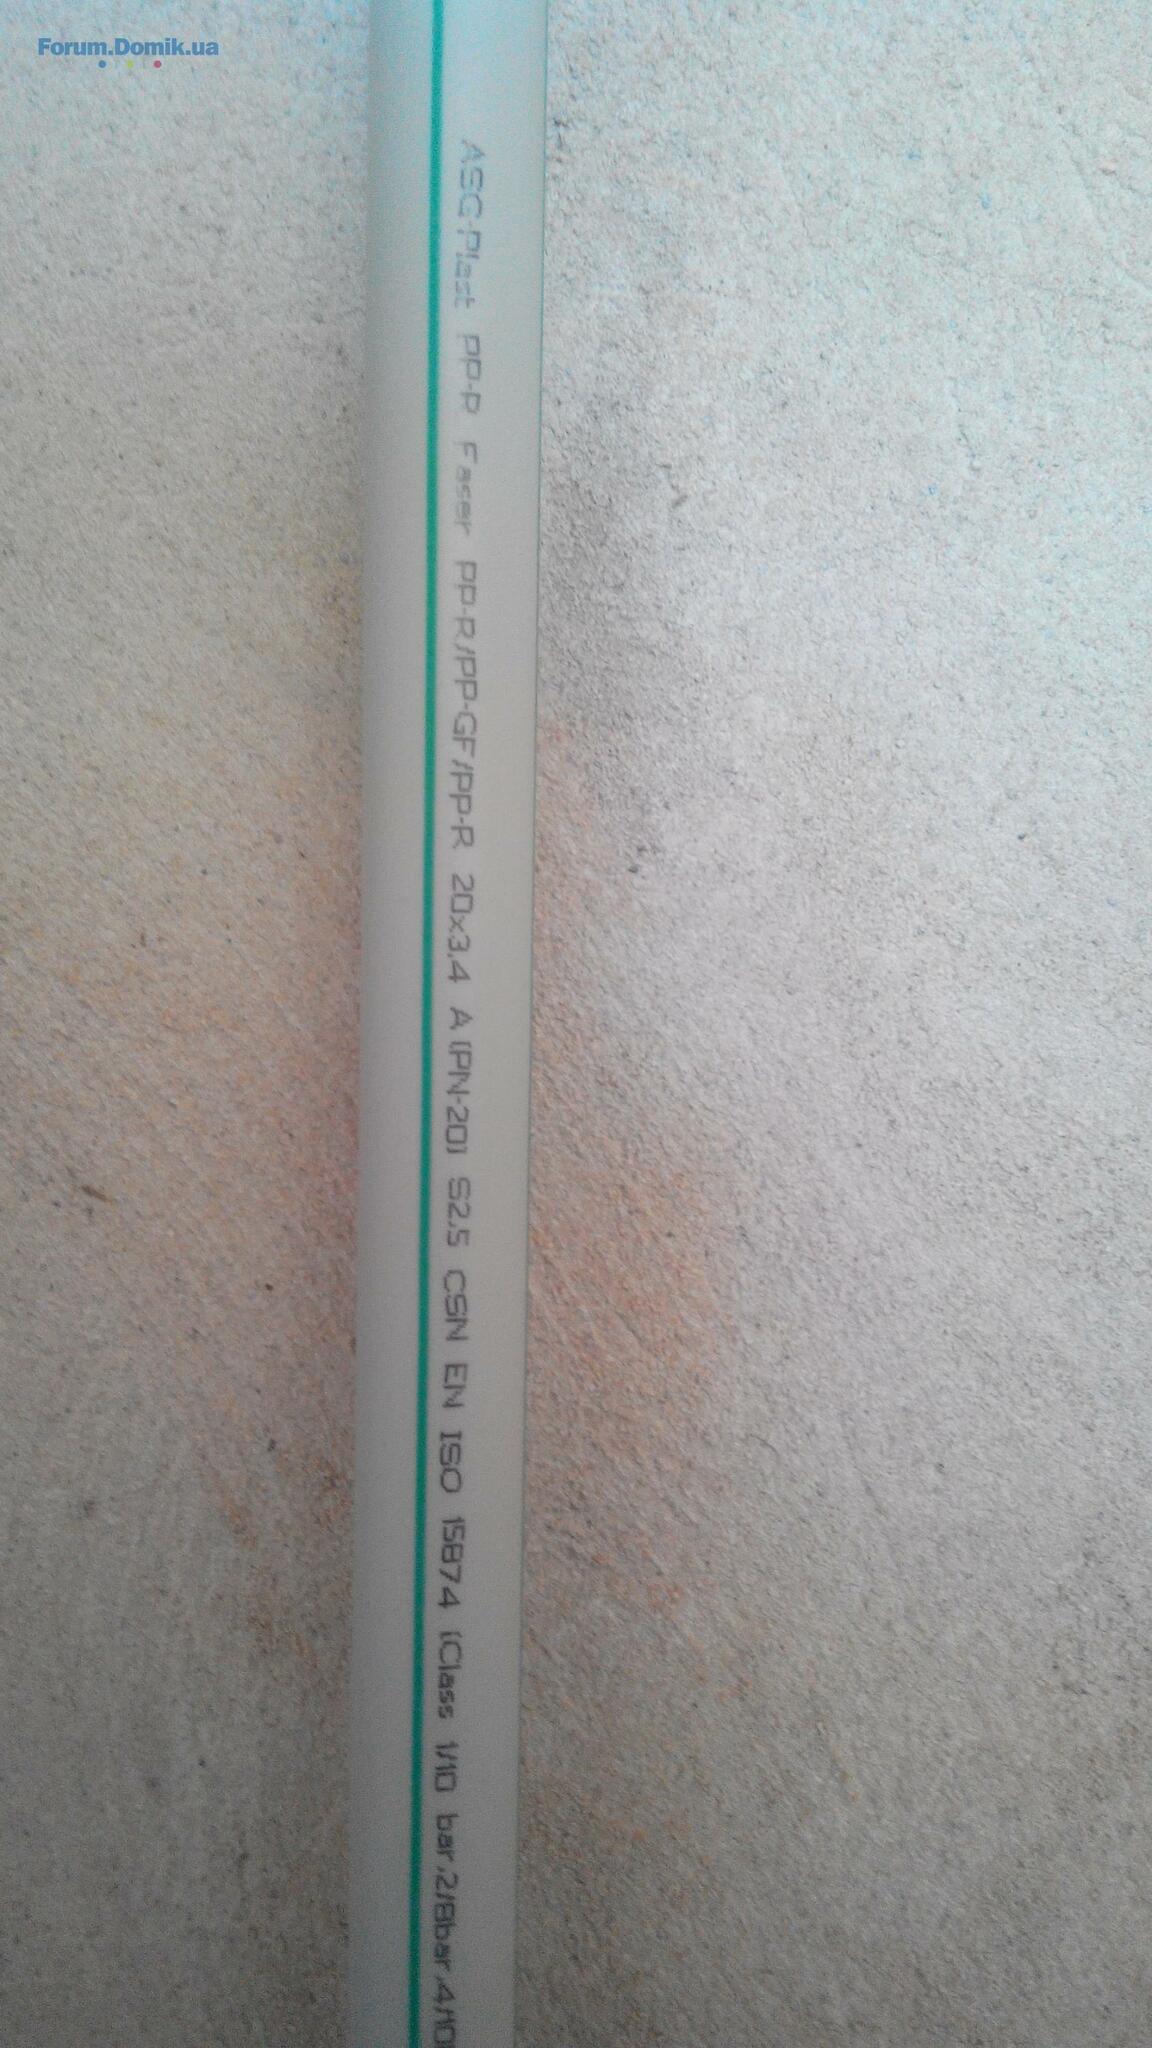 Forum.Domik.ua
ASG-Plast PP-R Faser PP-R/PP-GF/PP-R 20x3,4 A (PN-20) S2,5 CSN EN ISO 15874 (Class 1/10 bar,2/8bar,4/10